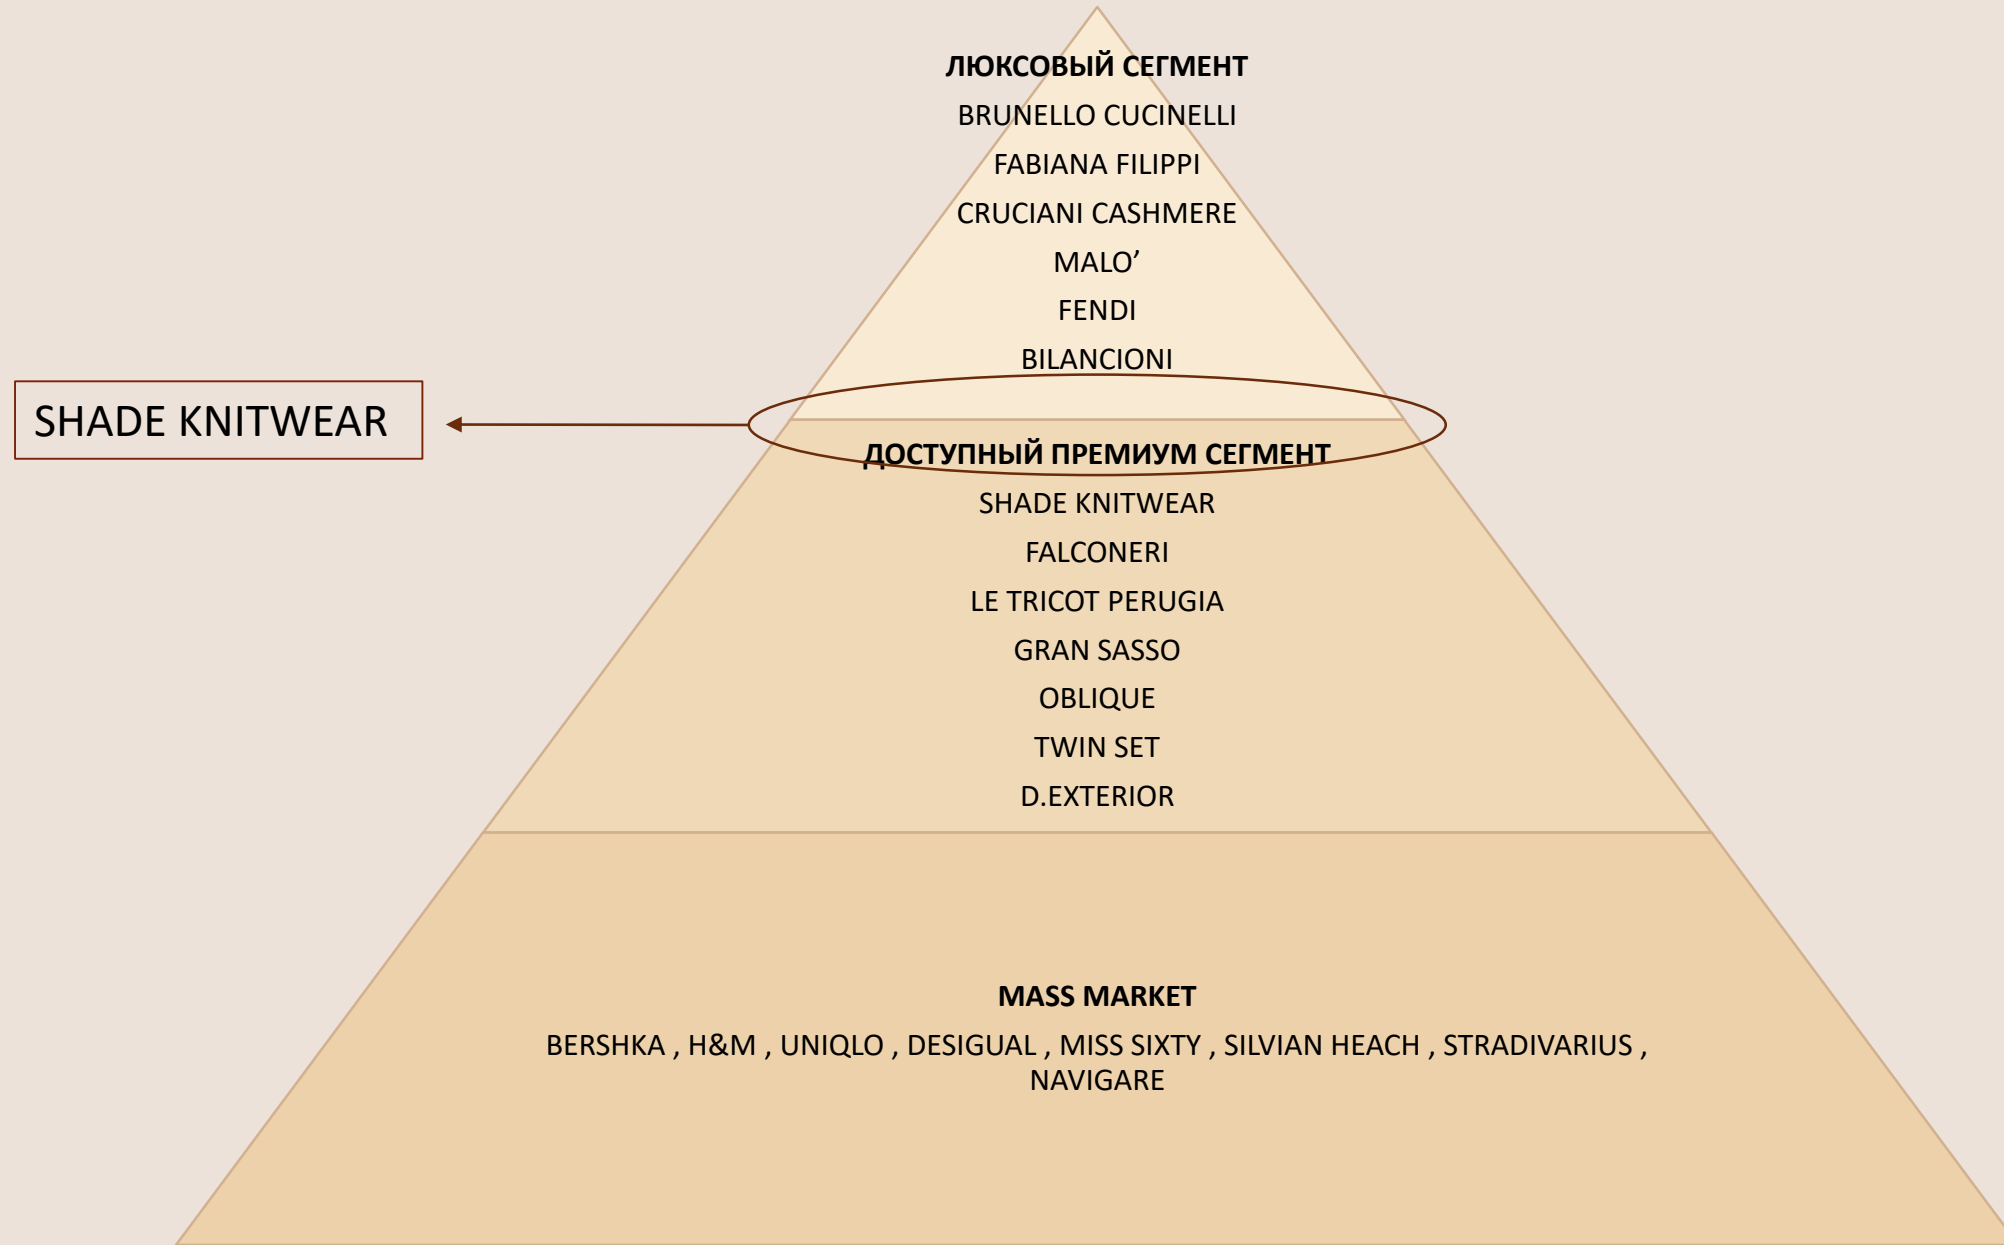 ЛЮКСОВЫЙ СЕГМЕНТ
BRUNELLO CUCINELLI
FABIANA FILIPPI
CRUCIANI CASHMERE
MALO’
FENDI
BILANCIONI
SHADE KNITWEAR
ДОСТУПНЫЙ ПРЕМИУМ СЕГМЕНТ
SHADE KNITWEAR
FALCONERI
LE TRICOT PERUGIA
GRAN SASSO
OBLIQUE
TWIN SET
D.EXTERIOR
MASS MARKET
BERSHKA , H&M , UNIQLO , DESIGUAL , MISS SIXTY , SILVIAN HEACH , STRADIVARIUS ,
NAVIGARE